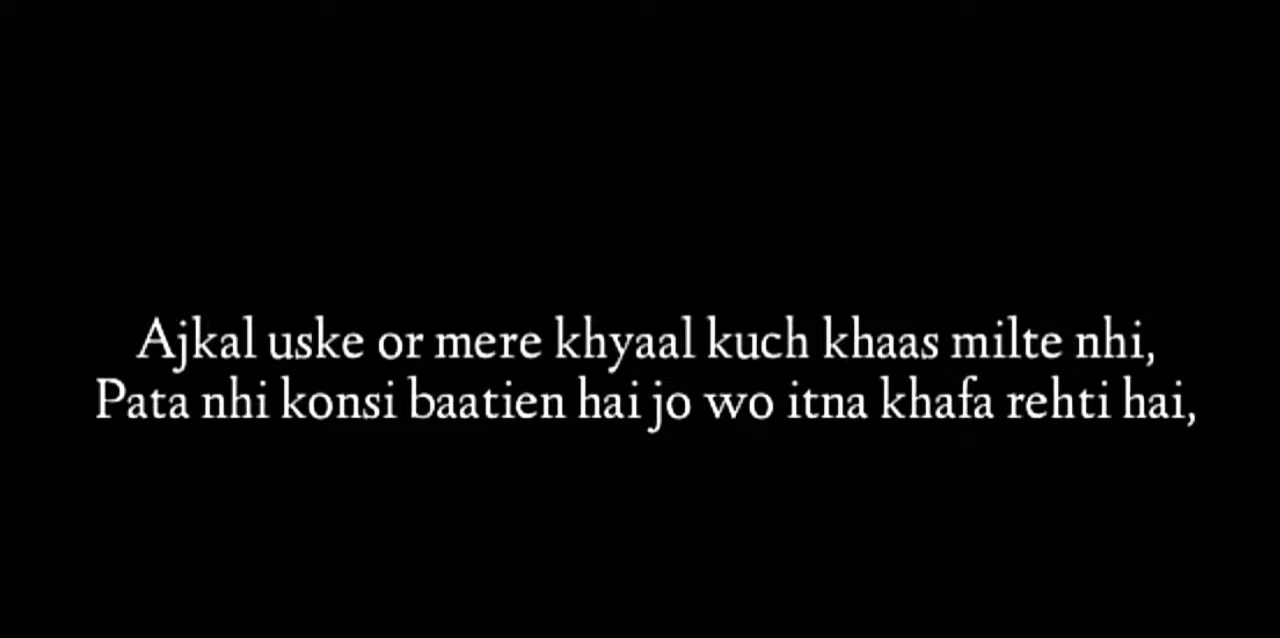 Ajkal uske or mere khyaal kuch khaas milte nhi,
Pata nhi konsi baatien hai jo wo itna khafa rehti hai,